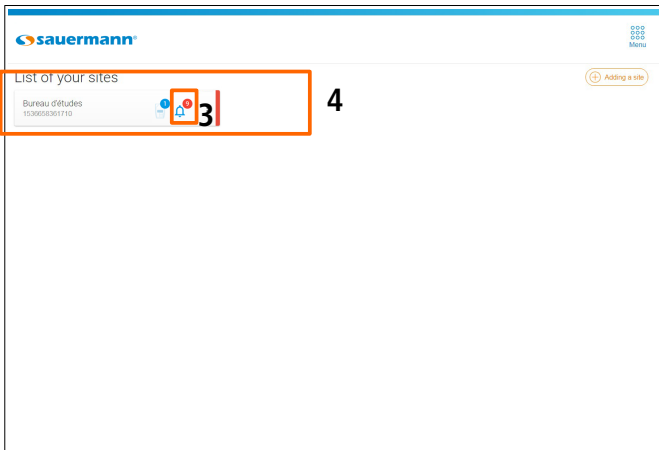 sauermann®
Menu
List of your sites
Adding a site
Bureau d'études
1536658361710
1
9
3
4